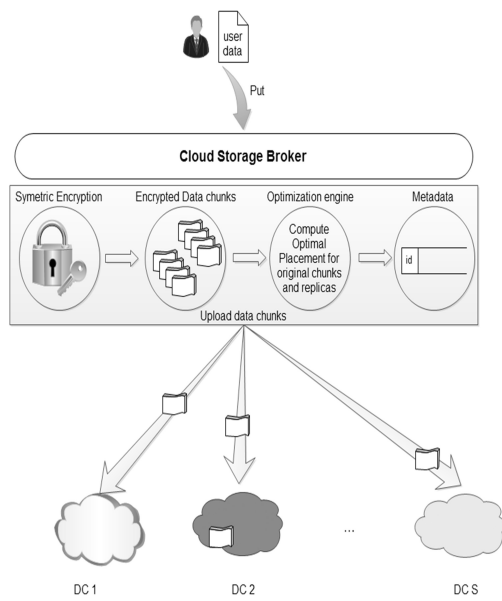 user
data
Put
Cloud Storage Broker
Symetric Encryption
Encrypted Data chunks
Optimization engine
Metadata
Compute
Optimal
Placement for
original chunks
and replicas
id
Upload data chunks
...
DC 1
DC 2
DC S